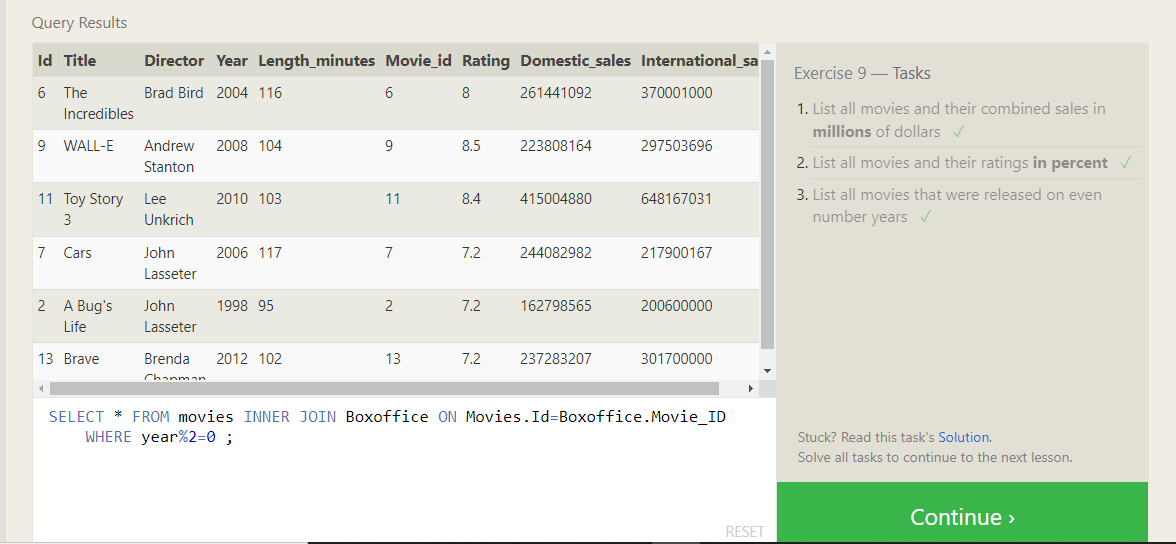 Query Results
Id Title Director Year Length_minutes Movie_id Rating Domestic_sales International_sa
6 The Brad Bird 2004 116 6 8 261441092 370001000
Incredibles
9 WALL-E Andrew 2008 104 9 8.5 223808164 297503696
Stanton
11 Toy Story Lee 2010 103 11 8.4 415004880 648167031
3 Unkrich
7 Cars John 2006 117 7 7.2 244082982 217900167
Lasseter
2 A Bug's John 1998 95 2 7.2 162798565 200600000
Life Lasseter
13 Brave Brenda 2012 102 13 7.2 237283207 301700000
Chapman
SELECT * FROM movies INNER JOIN Boxoffice ON Movies.Id=Boxoffice.Movie_ID
WHERE year%2=0 ;
RESET
Exercise 9 — Tasks
1. List all movies and their combined sales in
millions of dollars ✓
2. List all movies and their ratings in percent ✓
3. List all movies that were released on even
number years ✓
Stuck? Read this task's Solution.
Solve all tasks to continue to the next lesson.
Continue ›